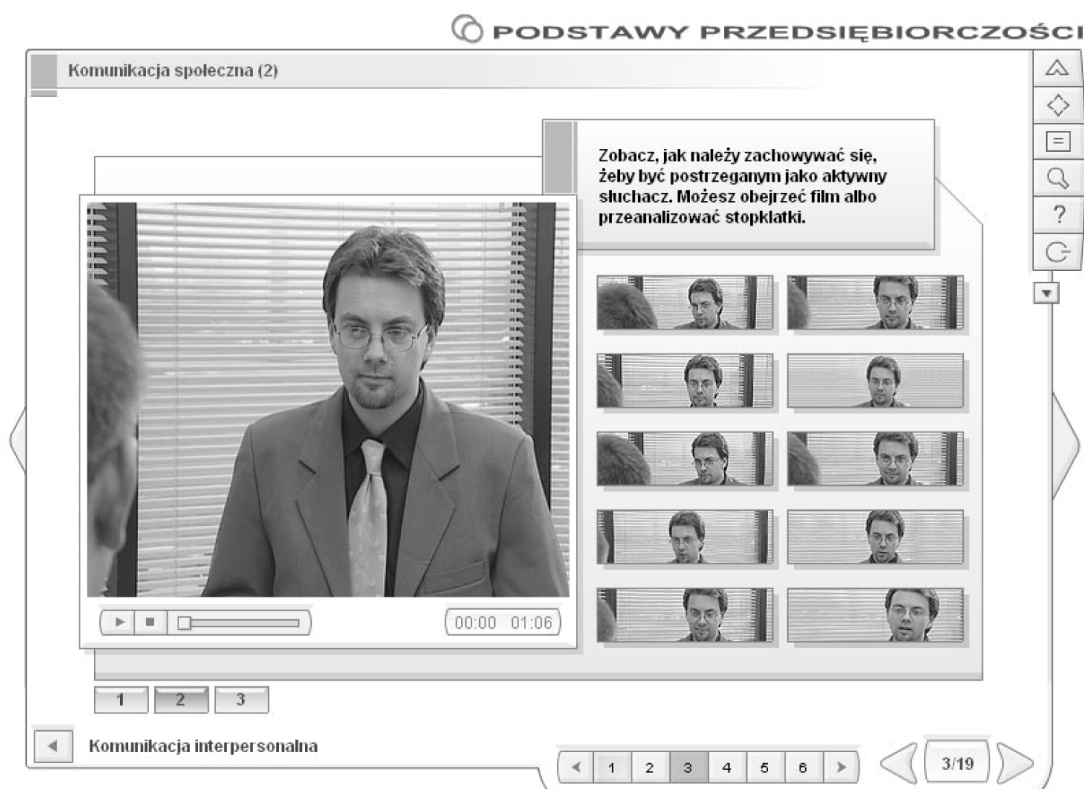 PODSTAWY PRZEDSIĘBIORCZOŚCI
Komunikacja społeczna (2)
Zobacz, jak należy zachowywać się,
żeby być postrzeganym jako aktywny
słuchacz. Możesz obejrzeć film albo
przeanalizować stopklatki.
?
00:00 01:06
1 2 3
Komunikacja interpersonalna
1 2 3 4 5 6
3/19